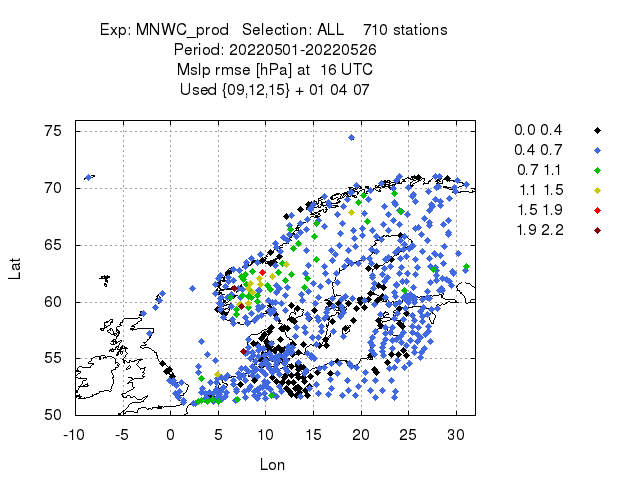 Exp: MNWC_prod   Selection: ALL    710 stations
Period: 20220501-20220526
Mslp rmse [hPa] at  16 UTC
Used {09,12,15} + 01 04 07
0.0 0.4
0.4 0.7
0.7 1.1
1.1 1.5
1.5 1.9
1.9 2.2
75
70
65
60
55
50
Lat
-10 -5 0 5 10 15 20 25 30
Lon